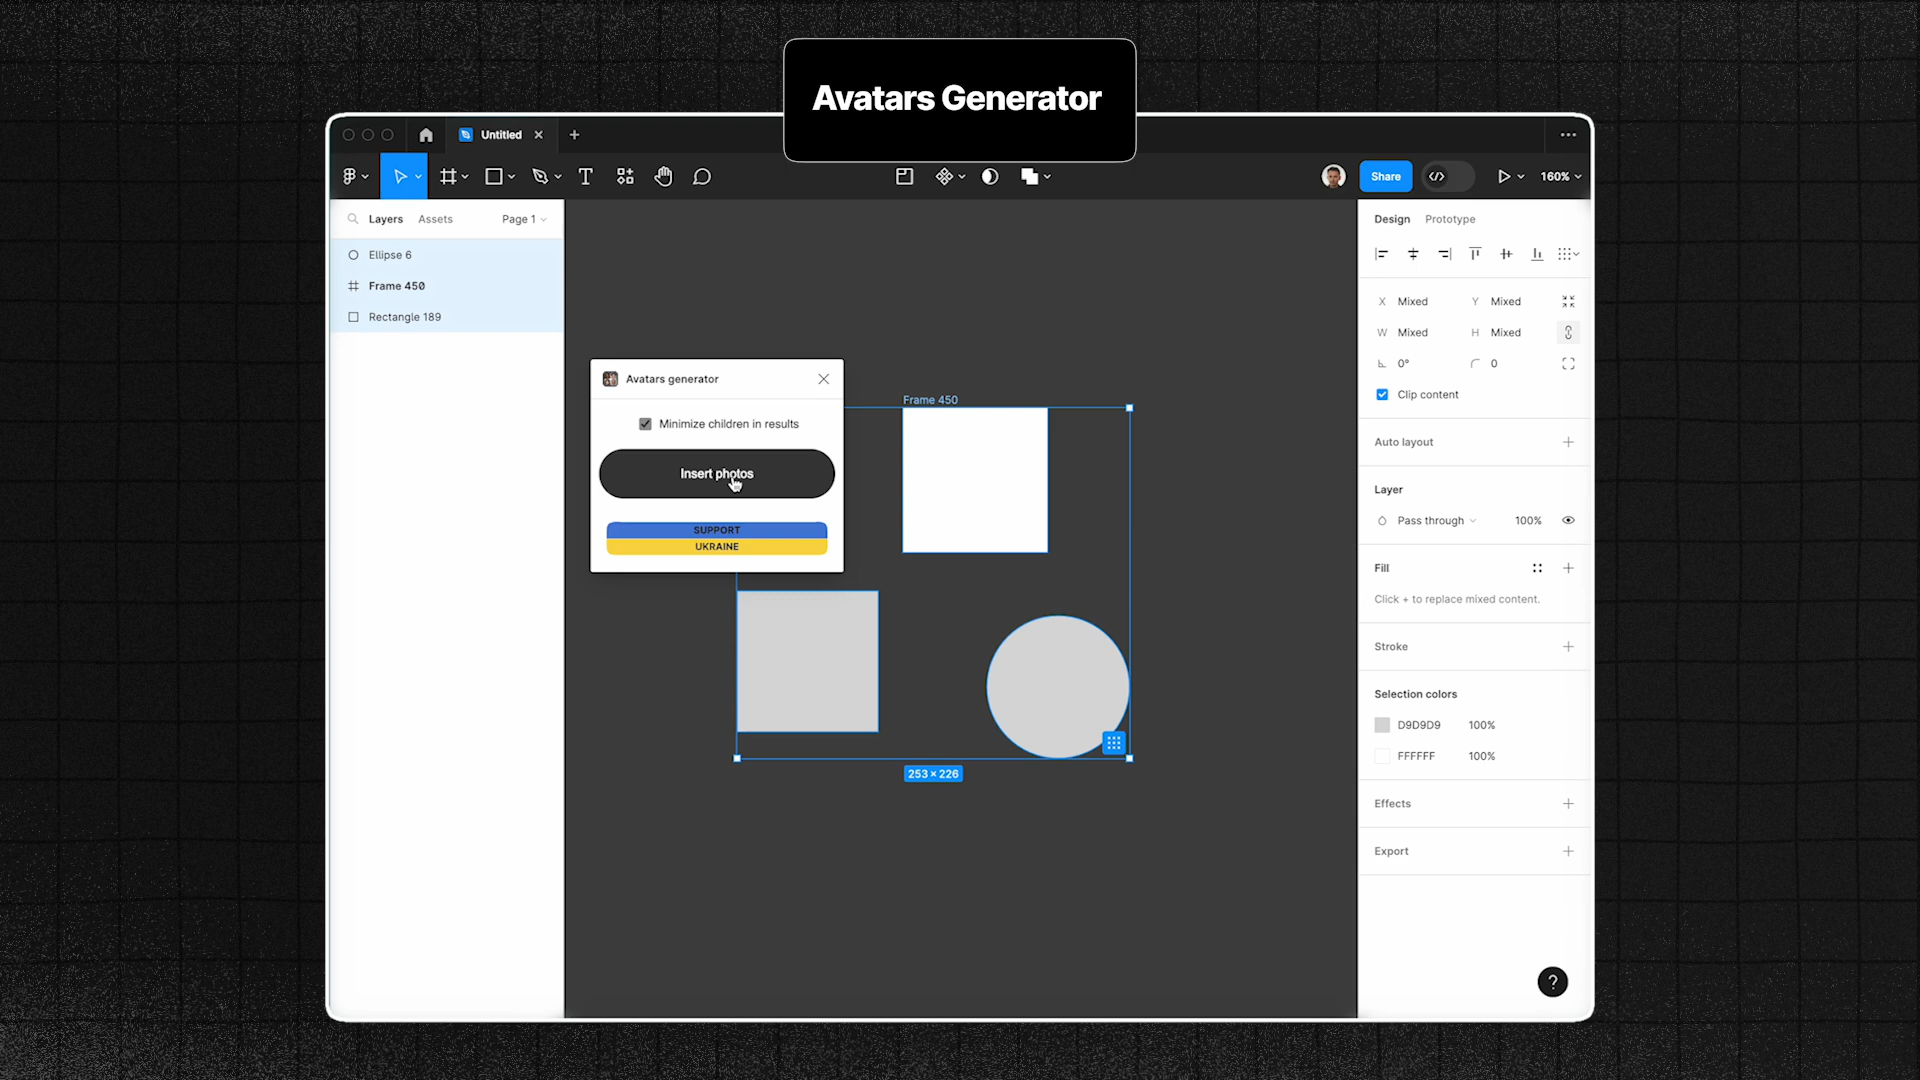 Avatars Generator
Untitled
Share
160%
Layers
Assets
Page 1
Ellipse 6
Frame 450
Rectangle 189
Avatars generator
Minimize children in results
Insert photos
SUPPORT
UKRAINE
Frame 450
253 × 226
Design
Prototype
X Mixed
Y Mixed
W Mixed
H Mixed
0°
0
Clip content
Auto layout
Layer
Pass through
100%
Fill
Click + to replace mixed content.
Stroke
Selection colors
D9D9D9 100%
FFFFFF 100%
Effects
Export
?